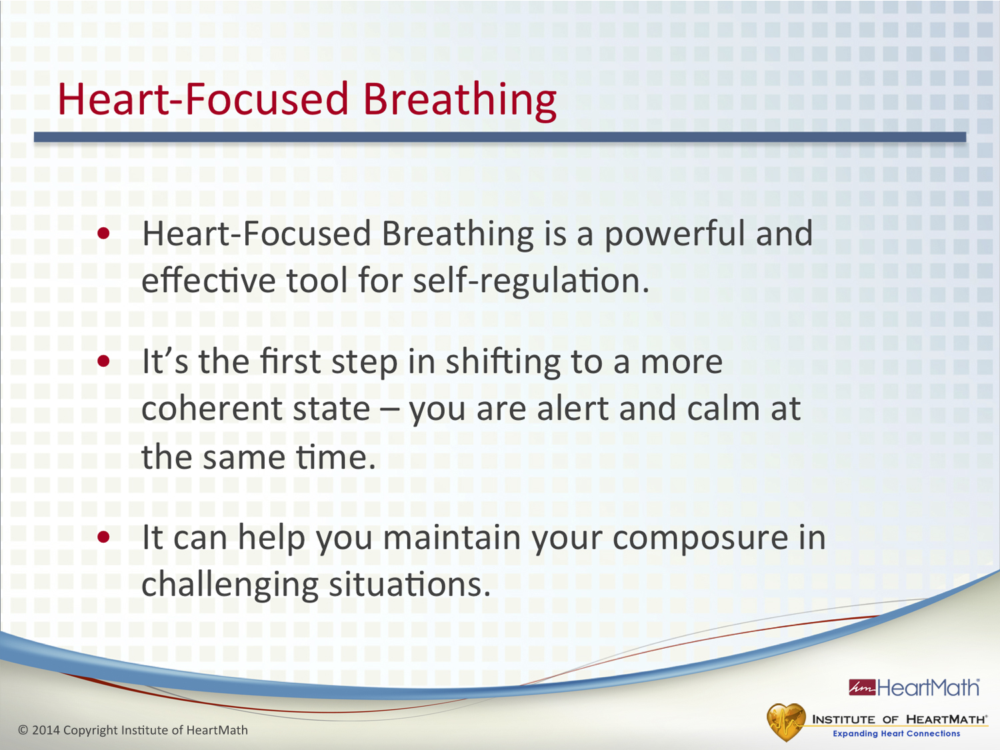 Heart-Focused Breathing
• Heart-Focused Breathing is a powerful and
effective tool for self-regulation.
• It’s the first step in shifting to a more
coherent state – you are alert and calm at
the same time.
• It can help you maintain your composure in
challenging situations.
hm HeartMath®
INSTITUTE OF HEARTMATH®
Expanding Heart Connections
© 2014 Copyright Institute of HeartMath